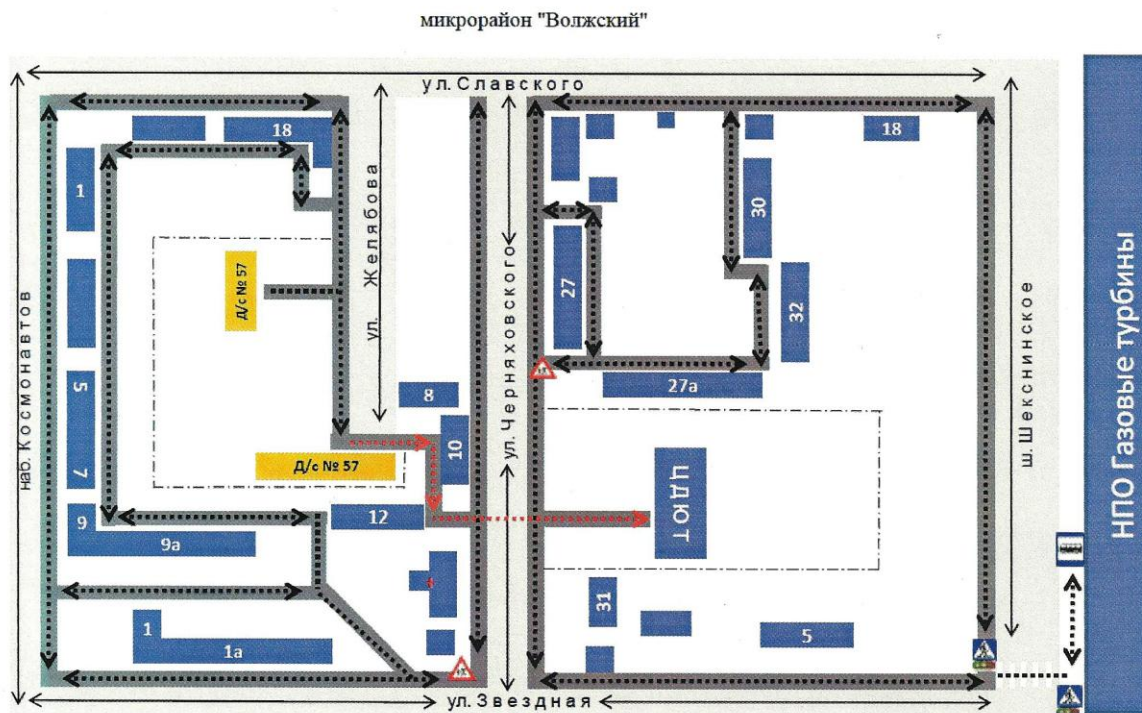 микрорайон "Волжский"
ул. Славского
18
18
1
ул. Желябова
ул. Черняховского
30
ш. Шекснинское
НПО Газовые турбины
Д/с № 57
27
32
наб. Космонавтов
5
8
27а
7
10
Д/с № 57
ЦДЮТ
9
12
9а
31
1
5
1а
ул. Звездная